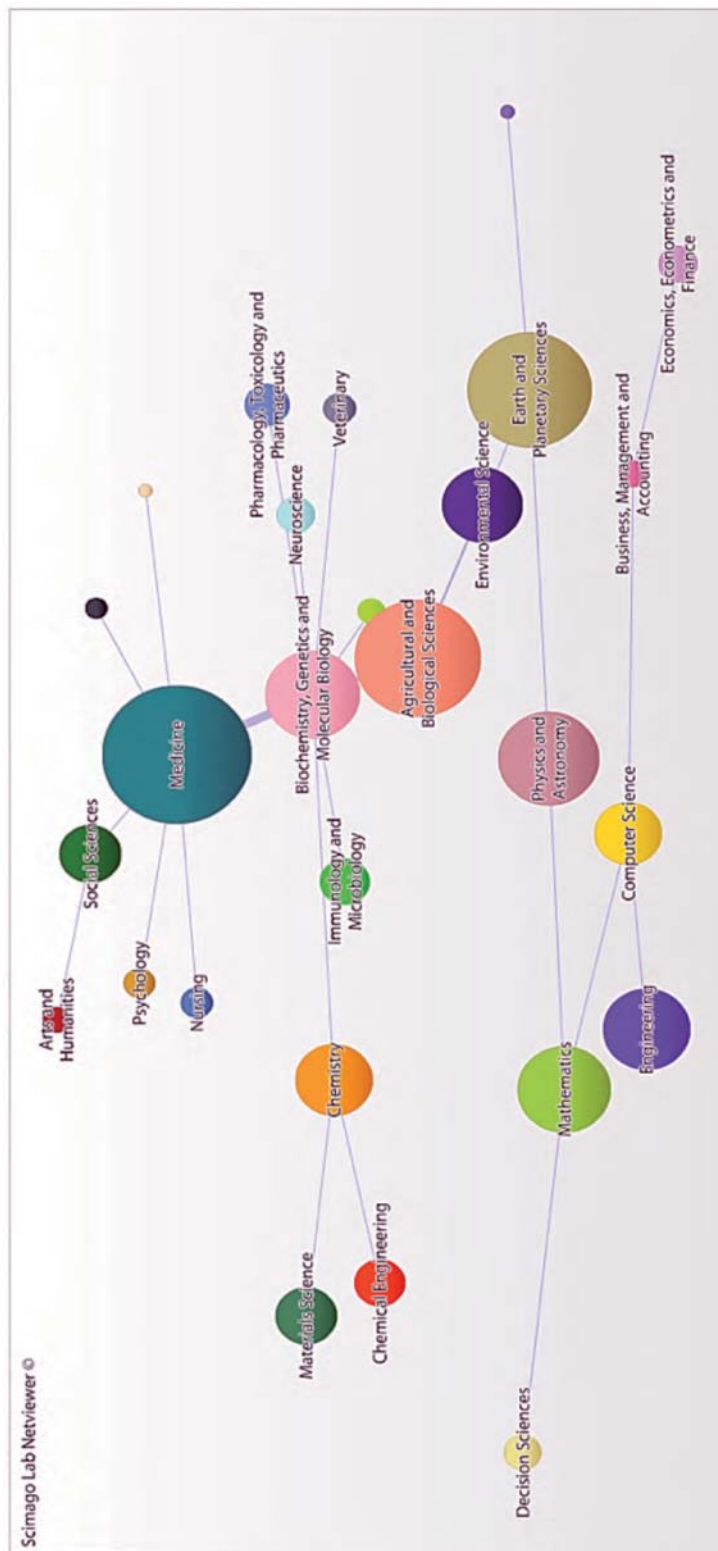 Scimago Lab Netviewer ©
Arts and
Humanities
Social Sciences
Psychology
Medicine
Nursing
Pharmacology, Toxicology and
Pharmaceutics
Neuroscience
Biochemistry, Genetics and
Molecular Biology
Veterinary
Immunology and
Microbiology
Chemistry
Materials Science
Chemical Engineering
Agricultural and
Biological Sciences
Environmental Science
Earth and
Planetary Sciences
Physics and
Astronomy
Decision Sciences
Mathematics
Computer Science
Engineering
Business, Management and
Accounting
Economics, Econometrics and
Finance